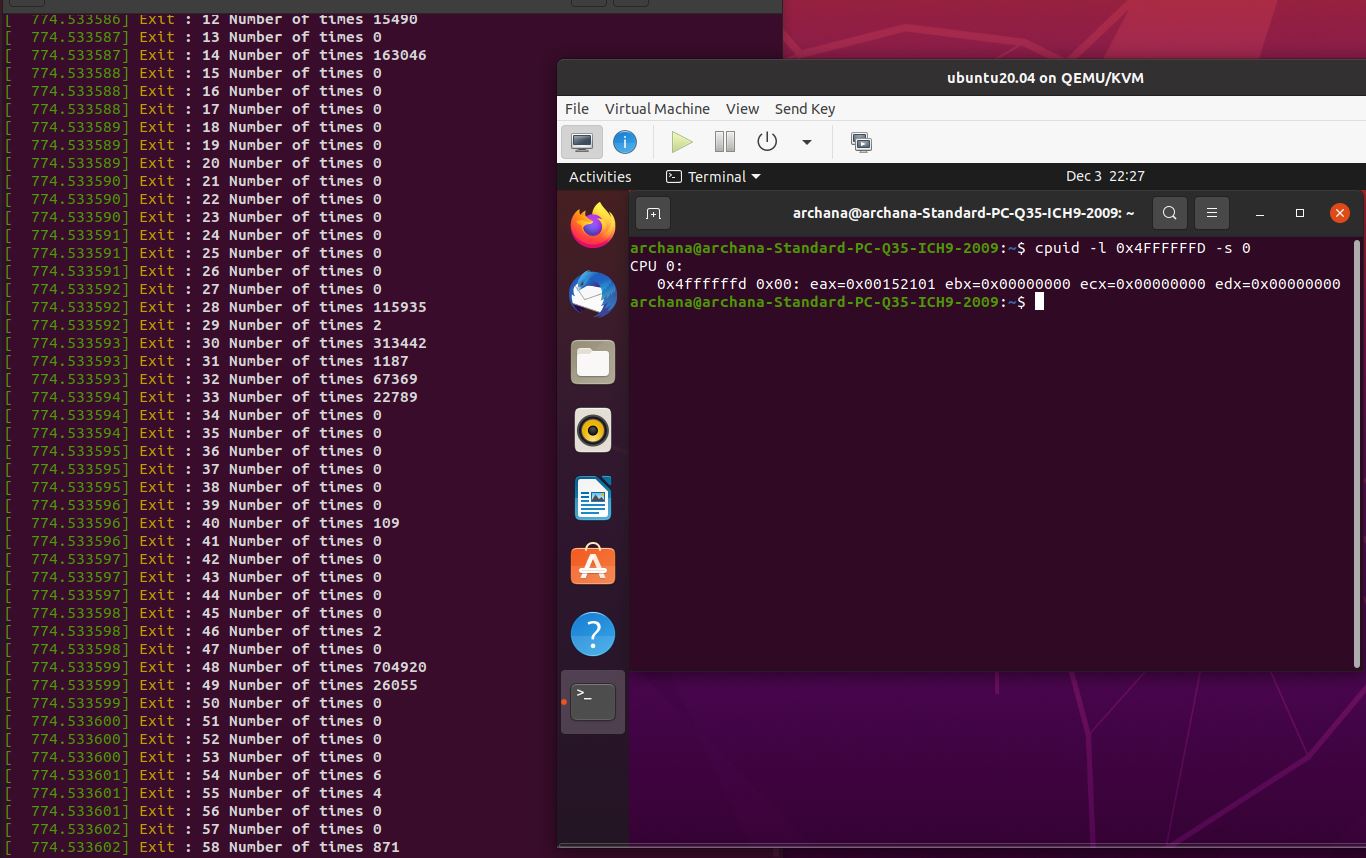 [  774.533586] Exit : 12 Number of times 15490
[  774.533587] Exit : 13 Number of times 0
[  774.533587] Exit : 14 Number of times 163046
[  774.533588] Exit : 15 Number of times 0
[  774.533588] Exit : 16 Number of times 0
[  774.533588] Exit : 17 Number of times 0
[  774.533589] Exit : 18 Number of times 0
[  774.533589] Exit : 19 Number of times 0
[  774.533589] Exit : 20 Number of times 0
[  774.533590] Exit : 21 Number of times 0
[  774.533590] Exit : 22 Number of times 0
[  774.533590] Exit : 23 Number of times 0
[  774.533591] Exit : 24 Number of times 0
[  774.533591] Exit : 25 Number of times 0
[  774.533591] Exit : 26 Number of times 0
[  774.533592] Exit : 27 Number of times 0
[  774.533592] Exit : 28 Number of times 115935
[  774.533592] Exit : 29 Number of times 2
[  774.533593] Exit : 30 Number of times 313442
[  774.533593] Exit : 31 Number of times 1187
[  774.533593] Exit : 32 Number of times 67369
[  774.533594] Exit : 33 Number of times 22789
[  774.533594] Exit : 34 Number of times 0
[  774.533594] Exit : 35 Number of times 0
[  774.533595] Exit : 36 Number of times 0
[  774.533595] Exit : 37 Number of times 0
[  774.533595] Exit : 38 Number of times 0
[  774.533596] Exit : 39 Number of times 0
[  774.533596] Exit : 40 Number of times 109
[  774.533596] Exit : 41 Number of times 0
[  774.533597] Exit : 42 Number of times 0
[  774.533597] Exit : 43 Number of times 0
[  774.533597] Exit : 44 Number of times 0
[  774.533598] Exit : 45 Number of times 0
[  774.533598] Exit : 46 Number of times 2
[  774.533598] Exit : 47 Number of times 0
[  774.533599] Exit : 48 Number of times 704920
[  774.533599] Exit : 49 Number of times 26055
[  774.533599] Exit : 50 Number of times 0
[  774.533600] Exit : 51 Number of times 0
[  774.533600] Exit : 52 Number of times 0
[  774.533600] Exit : 53 Number of times 0
[  774.533601] Exit : 54 Number of times 6
[  774.533601] Exit : 55 Number of times 4
[  774.533601] Exit : 56 Number of times 0
[  774.533602] Exit : 57 Number of times 0
[  774.533602] Exit : 58 Number of times 871
ubuntu20.04 on QEMU/KVM
File Virtual Machine View Send Key
Activities Terminal Dec 3 22:27
archana@archana-Standard-PC-Q35-ICH9-2009: ~
archana@archana-Standard-PC-Q35-ICH9-2009:~$ cpuid -l 0x4FFFFFFD -s 0
CPU 0:
0x4ffffffd 0x00: eax=0x00152101 ebx=0x00000000 ecx=0x00000000 edx=0x00000000
archana@archana-Standard-PC-Q35-ICH9-2009:~$